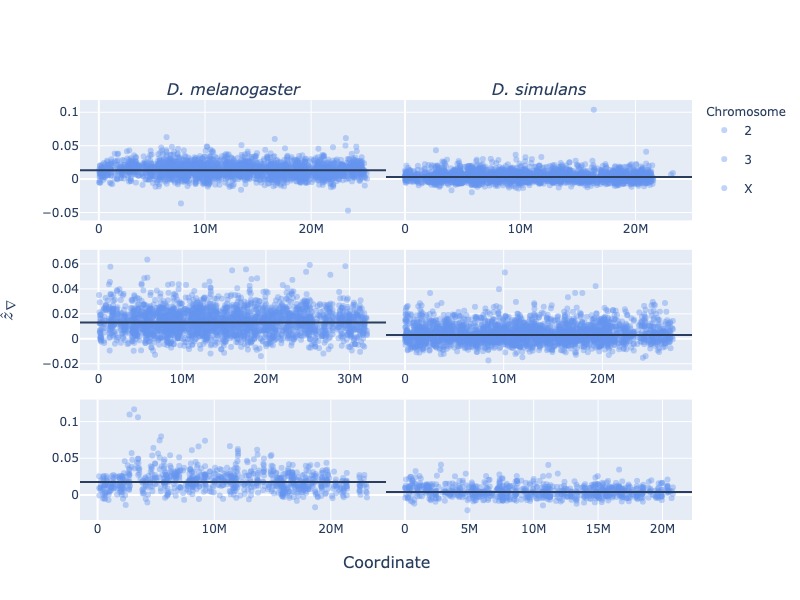 D. melanogaster
D. simulans
Chromosome
2
3
X
0.1
0.05
0
−0.05
0
10M
20M
0
10M
20M
0.06
0.04
0.02
0
−0.02
0
10M
20M
30M
0
10M
20M
ẑ∇
0.1
0.05
0
0
10M
20M
0
5M
10M
15M
20M
Coordinate